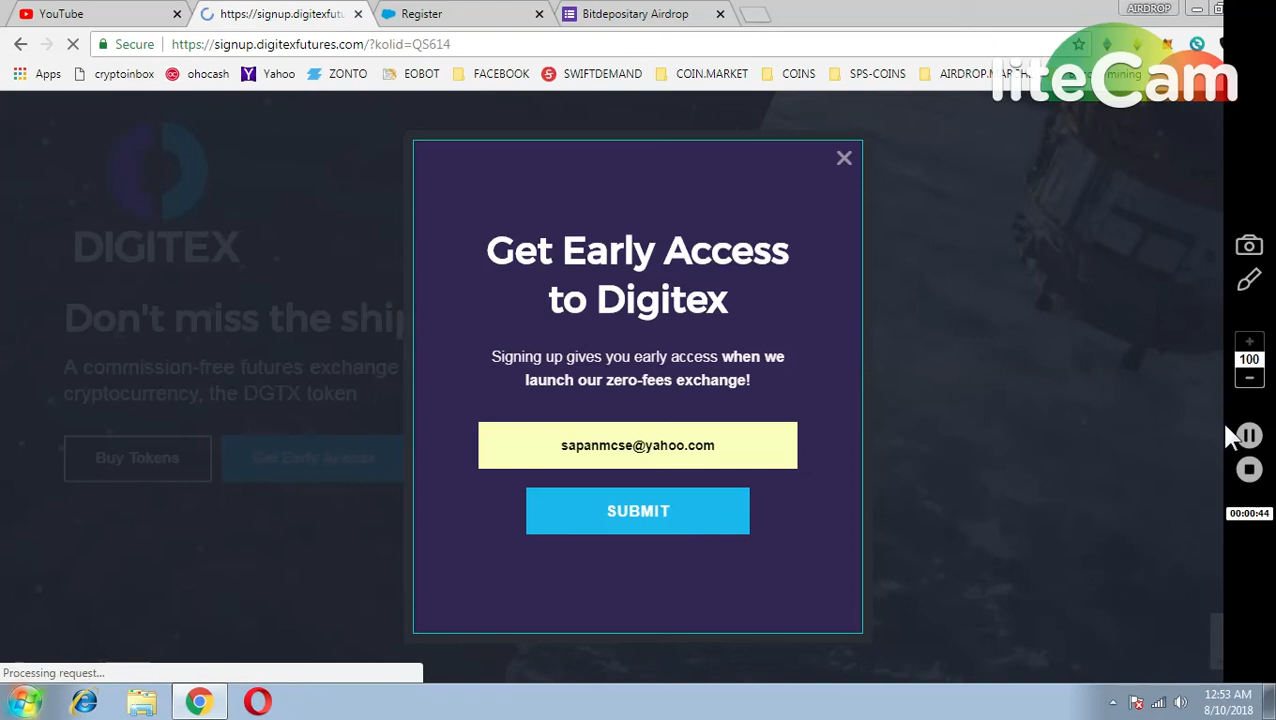 YouTube
https://signup.digitexfutu
Register
Bitdepositary Airdrop
AIRDROP
Secure
https://signup.digitexfutures.com/?kblid=QS614
Apps
cryptoinbox
ohocash
Yahoo
ZONTO
EOBOT
FACEBOOK
SWIFTDEMAND
COIN.MARKET
COINS
SPS-COINS
mining
liteCam
DIGITEX
Don't miss the ship
A commission-free futures exchange
cryptocurrency, the DGTX token
Buy Tokens
Get Early Access
Get Early Access
to Digitex
Signing up gives you early access when we
launch our zero-fees exchange!
sapanmcse@yahoo.com
SUBMIT
100
00:00:44
Processing request...
12:53 AM
8/10/2018